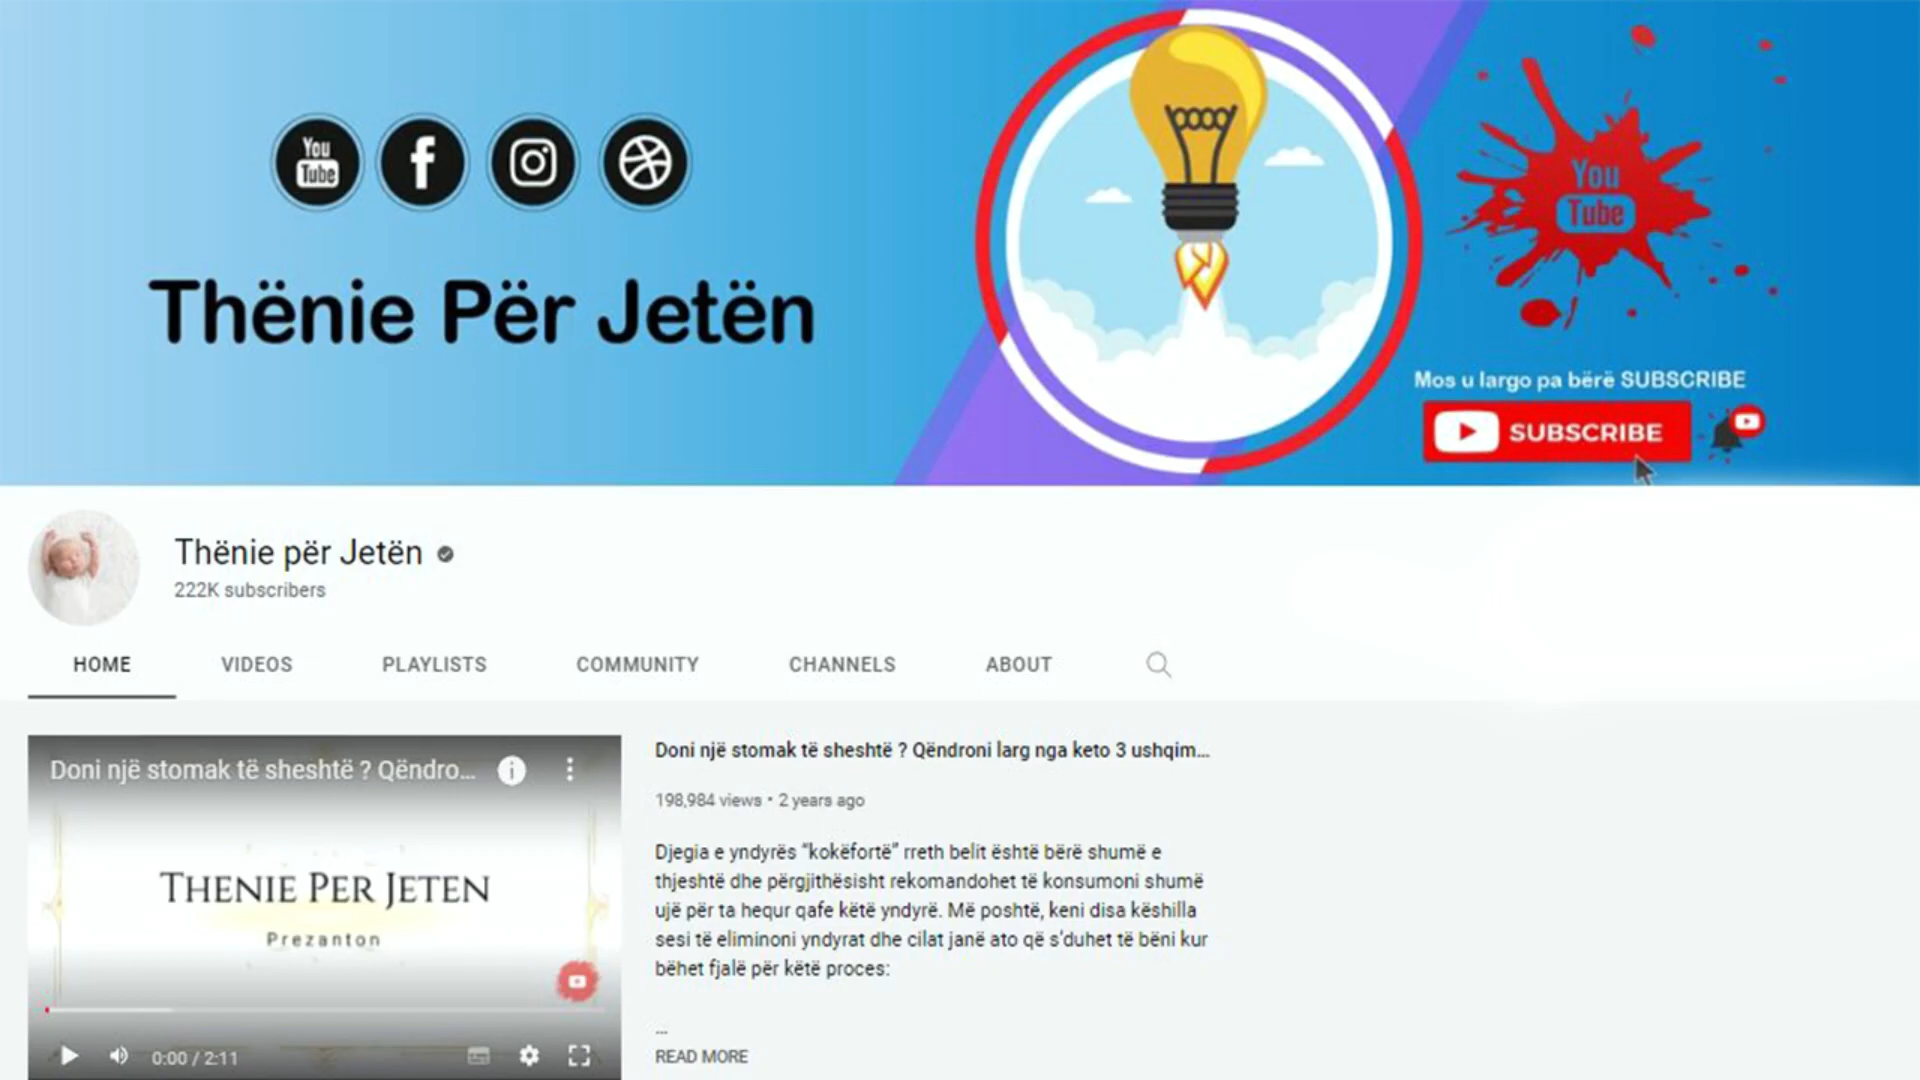 You
Tube
Thënie Për Jetën
You
Tube
Mos u largo pa bërë SUBSCRIBE
SUBSCRIBE
Thënie për Jetën
222K subscribers
HOME
VIDEOS
PLAYLISTS
COMMUNITY
CHANNELS
ABOUT
Doni një stomak të sheshtë ? Qëndro...
THENIE PER JETEN
Prezanton
0:00 / 2:11
Doni një stomak të sheshtë ? Qëndroni larg nga keto 3 ushqim...
198,984 views • 2 years ago
Djegia e yndyrës “kokëfortë” rreth belit është bërë shumë e
thjeshtë dhe përgjithësisht rekomandohet të konsumoni shumë
ujë për ta hequr qafe këtë yndyrë. Më poshtë, keni disa këshilla
sesi të eliminoni yndyrat dhe cilat janë ato që s'duhet të bëni kur
bëhet fjalë për këtë proces:
...
READ MORE